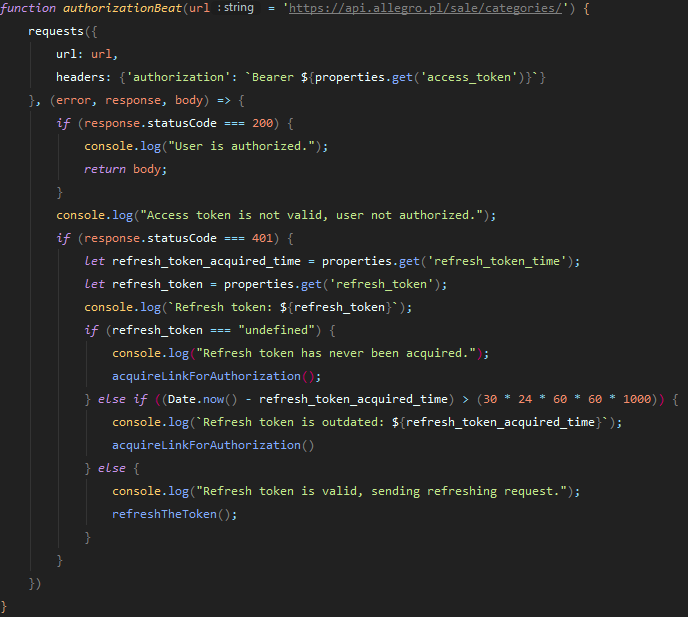 function authorizationBeat(url : string = 'https://api.allegro.pl/sale/categories/') {
    requests({
        url: url,
        headers: {'authorization': `Bearer ${properties.get('access_token')}`}
    }, (error, response, body) => {
        if (response.statusCode === 200) {
            console.log("User is authorized.");
            return body;
        }
        console.log("Access token is not valid, user not authorized.");
        if (response.statusCode === 401) {
            let refresh_token_acquired_time = properties.get('refresh_token_time');
            let refresh_token = properties.get('refresh_token');
            console.log(`Refresh token: ${refresh_token}`);
            if (refresh_token === "undefined") {
                console.log("Refresh token has never been acquired.");
                acquireLinkForAuthorization();
            } else if ((Date.now() - refresh_token_acquired_time) > (30 * 24 * 60 * 60 * 1000)) {
                console.log(`Refresh token is outdated: ${refresh_token_acquired_time}`);
                acquireLinkForAuthorization()
            } else {
                console.log("Refresh token is valid, sending refreshing request.");
                refreshTheToken();
            }
        }
    })
}